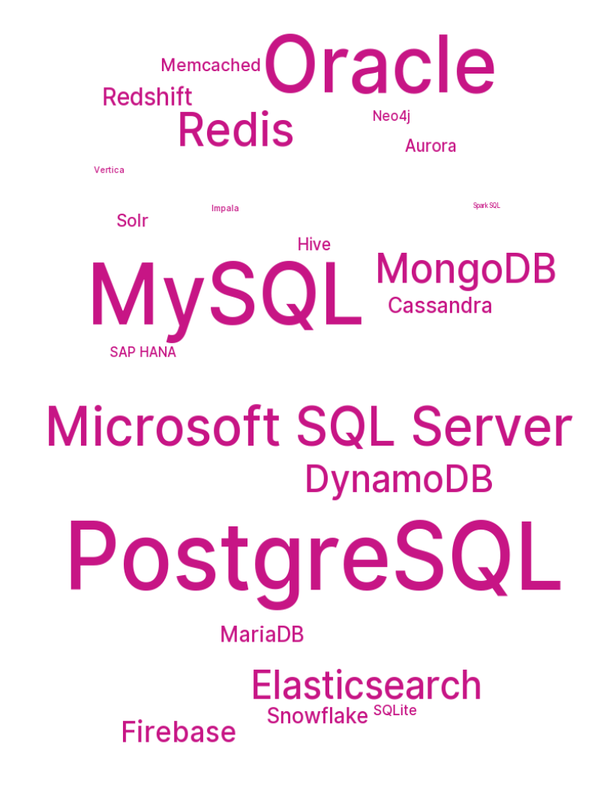 Oracle
Memcached
Redshift
Redis
Neo4j
Aurora
Vertica
Spark SQL
Impala
Solr
Hive
MongoDB
MySQL
Cassandra
SAP HANA
Microsoft SQL Server
DynamoDB
PostgreSQL
MariaDB
Elasticsearch
Snowflake
SQLite
Firebase